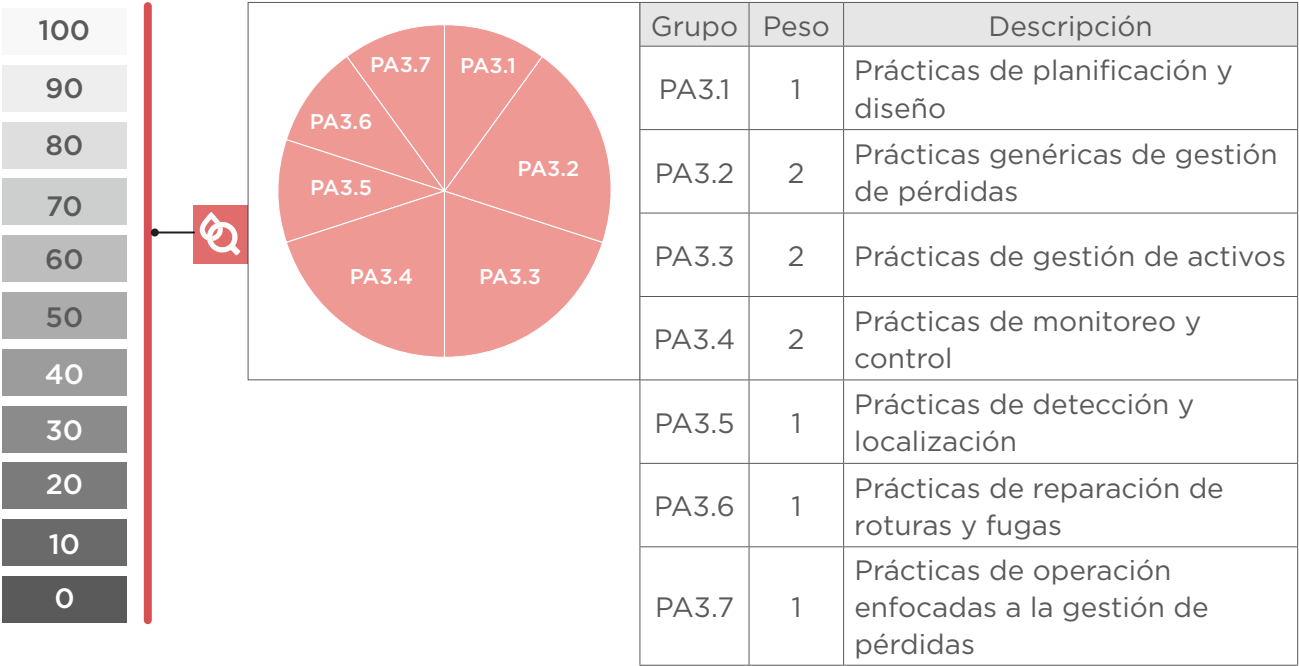 100
90
80
70
60
50
40
30
20
10
0
PA3.7
PA3.1
PA3.6
PA3.2
PA3.5
PA3.4
PA3.3
Grupo Peso Descripción
PA3.1 1 Prácticas de planificación y
diseño
PA3.2 2 Prácticas genéricas de gestión
de pérdidas
PA3.3 2 Prácticas de gestión de activos
PA3.4 2 Prácticas de monitoreo y
control
PA3.5 1 Prácticas de detección y
localización
PA3.6 1 Prácticas de reparación de
roturas y fugas
PA3.7 1 Prácticas de operación
enfocadas a la gestión de
pérdidas